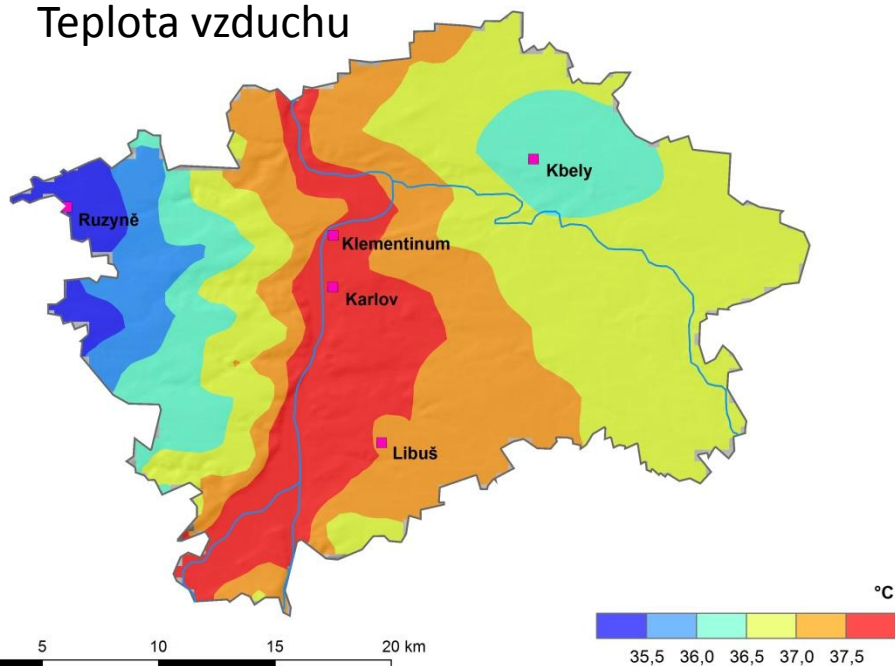 Teplota vzduchu
Kbely
Ruzyně
Klementinum
Karlov
Libuš
°C
35,5 36,0 36,5 37,0 37,5
5 10 15 20 km